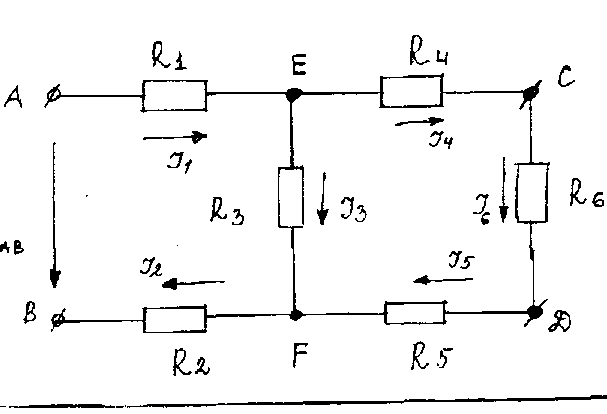 R1 E R4 C
A
I1 I4
R3 I3 I6 R6
AB
I2 I5
B D
R2 F R5